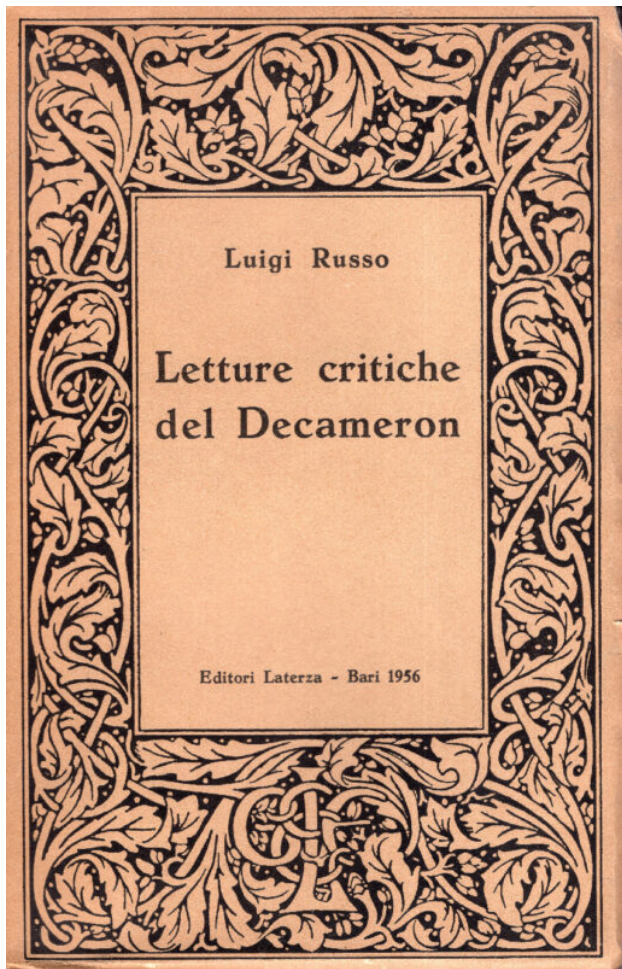 Luigi Russo
Letture critiche
del Decameron
Editori Laterza - Bari 1956